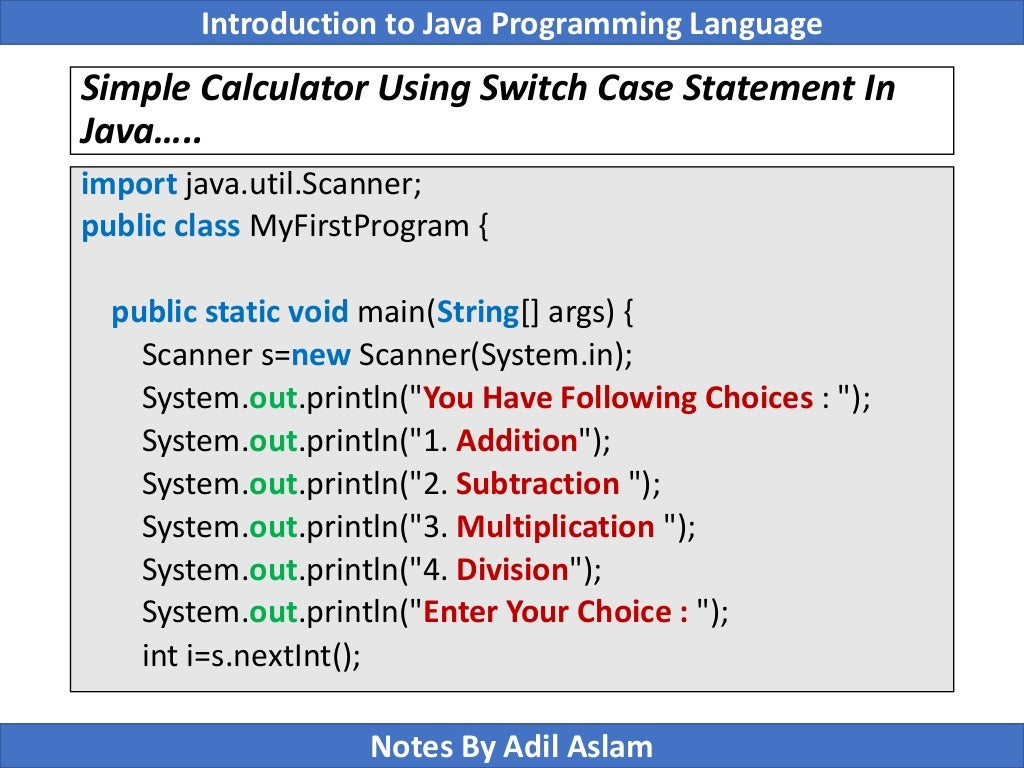 Introduction to Java Programming Language
Simple Calculator Using Switch Case Statement In
Java…..
import java.util.Scanner;
public class MyFirstProgram {
public static void main(String[] args) {
Scanner s=new Scanner(System.in);
System.out.println("You Have Following Choices : ");
System.out.println("1. Addition");
System.out.println("2. Subtraction ");
System.out.println("3. Multiplication ");
System.out.println("4. Division");
System.out.println("Enter Your Choice : ");
int i=s.nextInt();
Notes By Adil Aslam